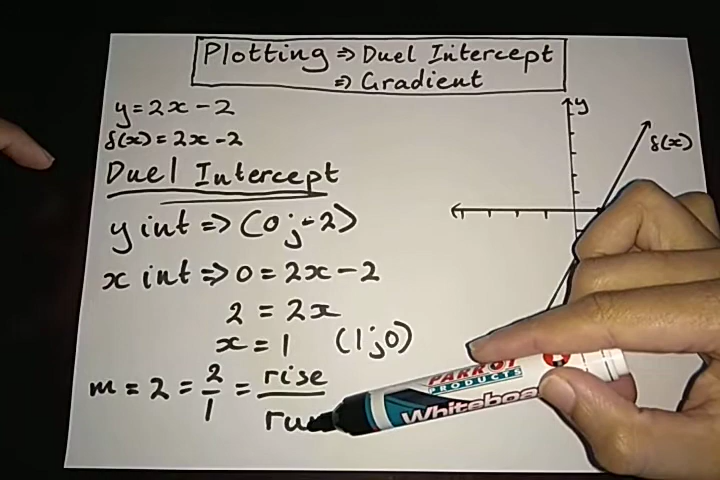 Plotting ⇒ Duel Intercept
⇒ Gradient
y = 2x - 2
f(x) = 2x - 2
Duel Intercept
y int ⇒ (0;-2)
x int ⇒ 0 = 2x - 2
2 = 2x
x = 1 (1;0)
m = 2 = 2/1 = rise/run
y
f(x)
PARROT
PRODUCTS